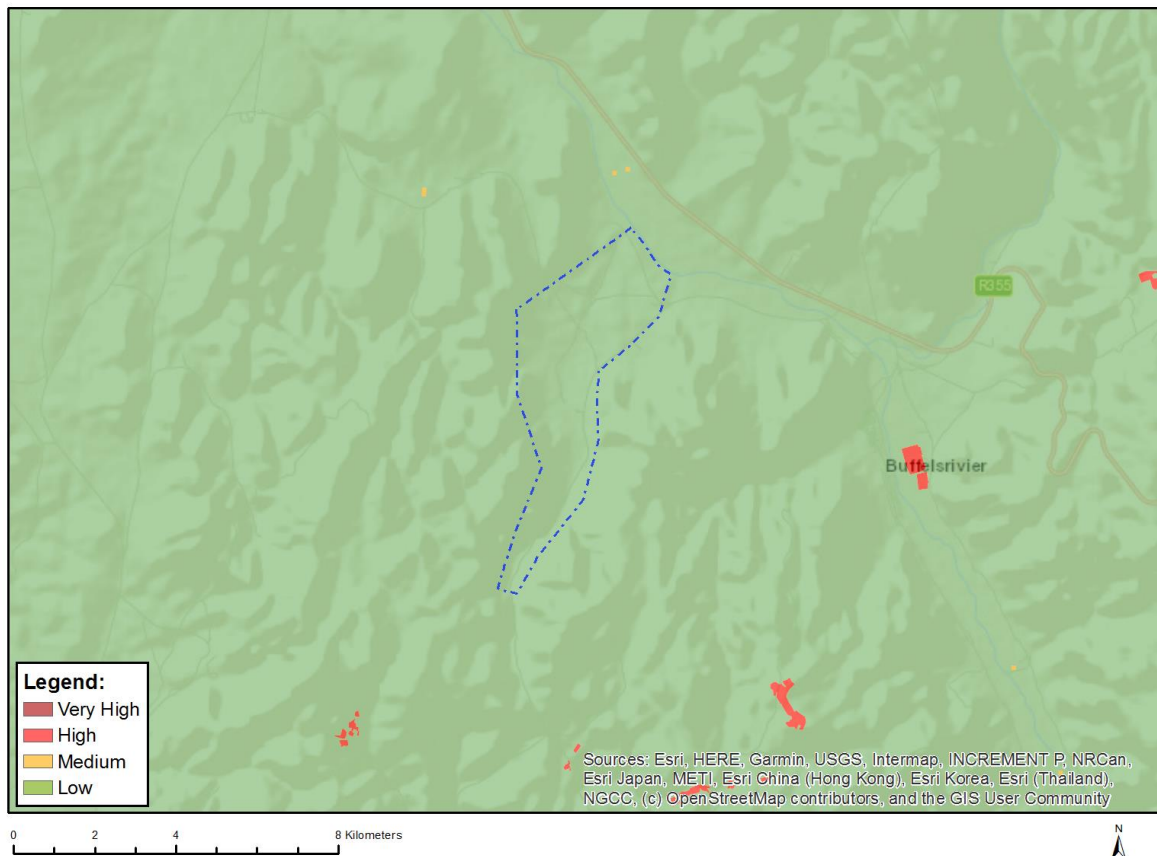 R355
Buffelsrivier
Legend:
Very High
High
Medium
Low
Sources: Esri, HERE, Garmin, USGS, Intermap, INCREMENT P, NRCan,
Esri Japan, METI, Esri China (Hong Kong), Esri Korea, Esri (Thailand),
NGCC, (c) OpenStreetMap contributors, and the GIS User Community
0 2 4 8 Kilometers
N